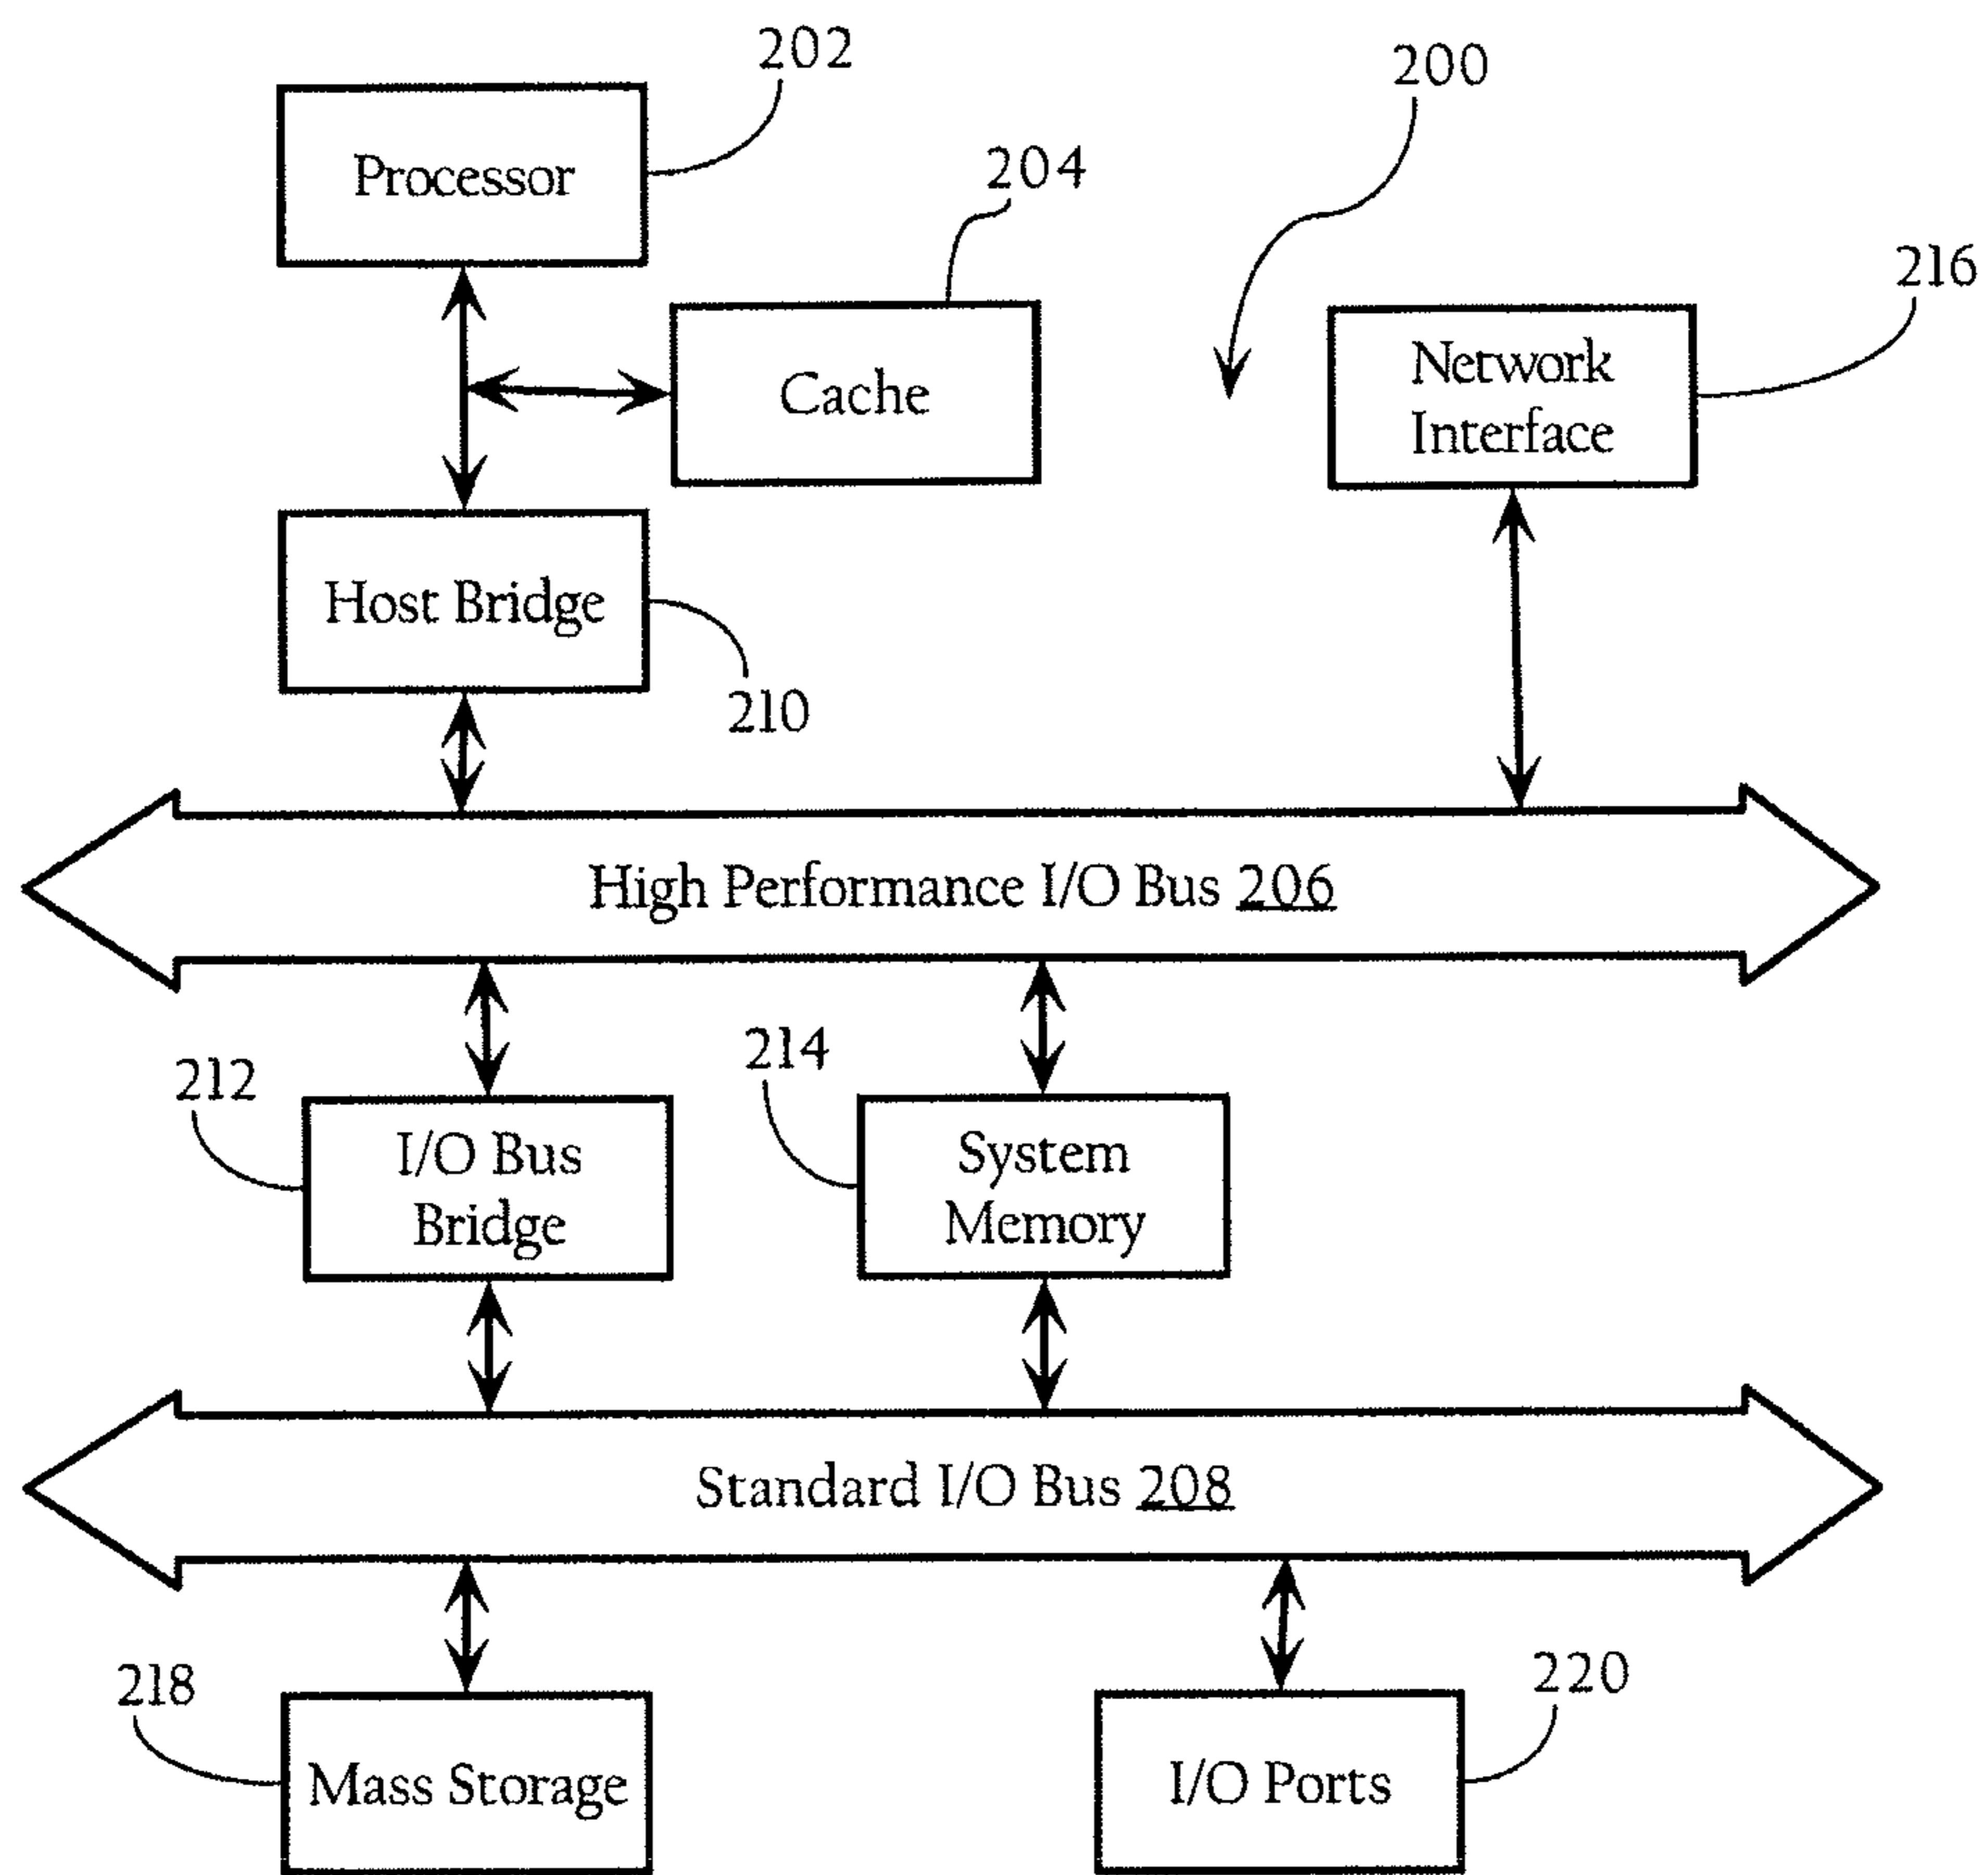 202
200
Processor
204
216
Cache
Network
Interface
Host Bridge
210
High Performance I/O Bus 206
212
214
I/O Bus
Bridge
System
Memory
Standard I/O Bus 208
218
220
Mass Storage
I/O Ports